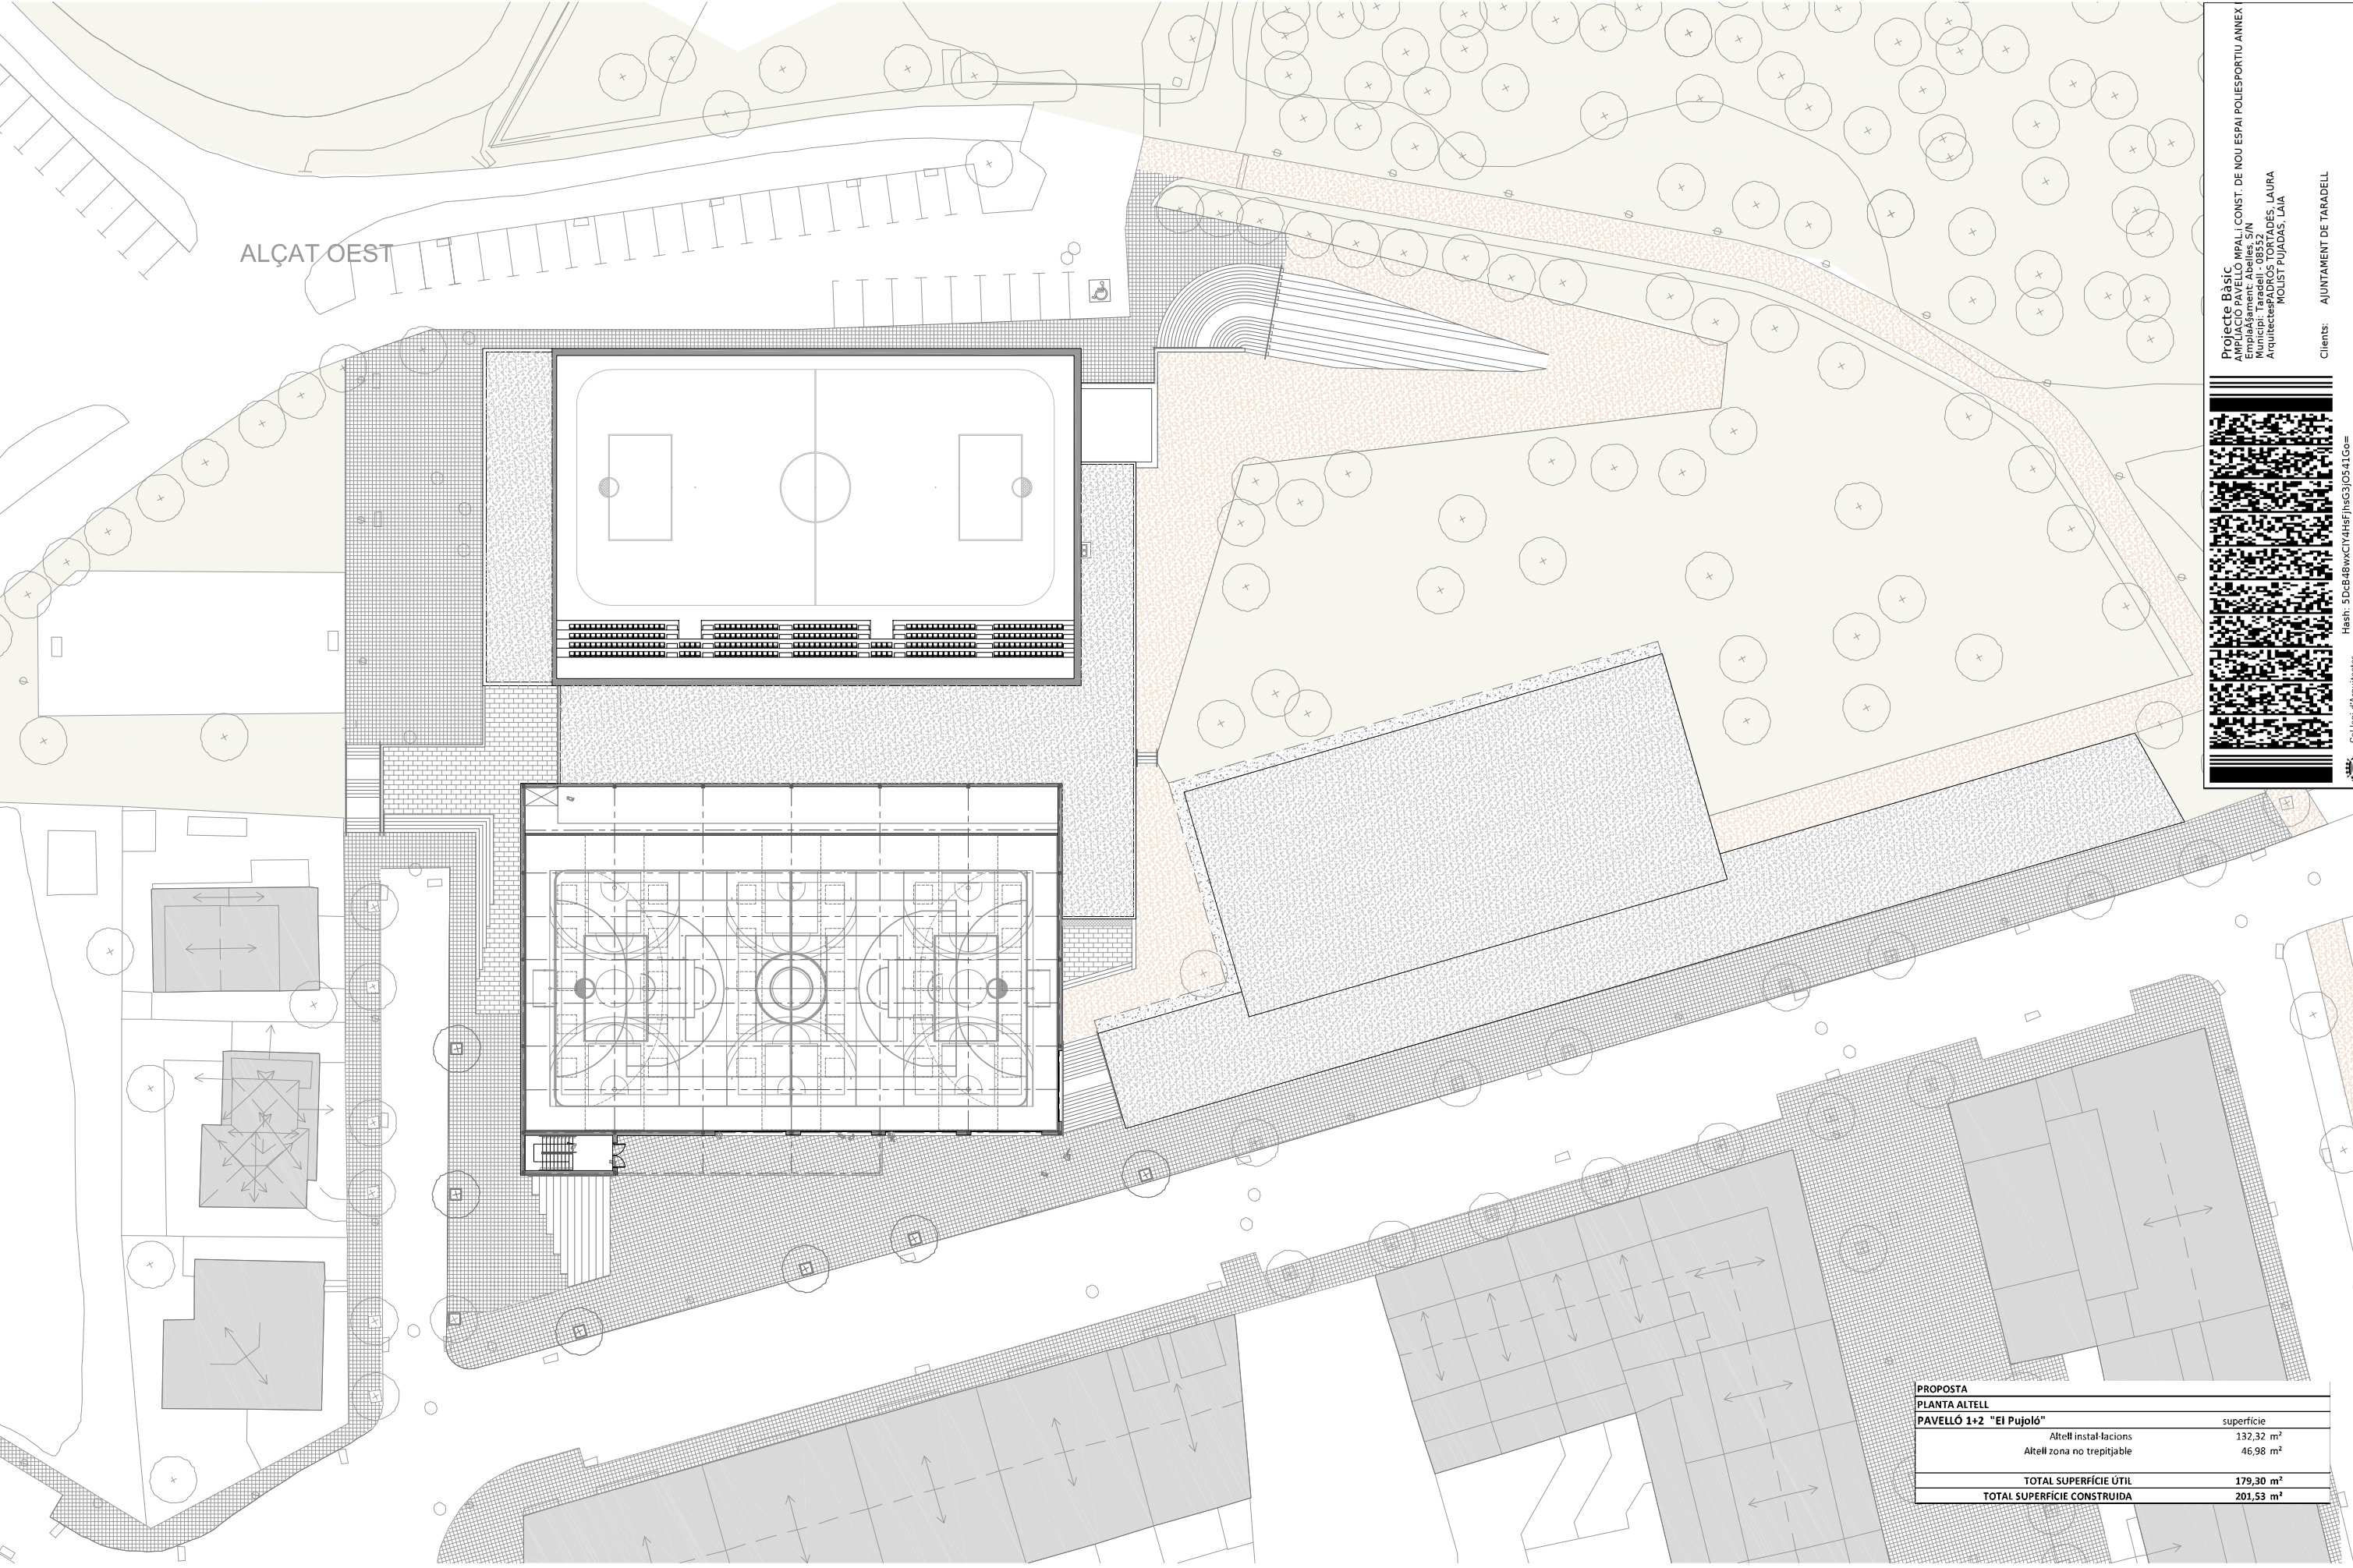 ALÇAT OEST
Projecte Bàsic
AMPLIACIÓ PAVELLÓ MPAL.i CONST. DE NOU ESPAI POLIESPORTIU ANNEX
EmplaÃ§ament: Abelles, S/N
Municipi: Taradell - 08552
Arquitectes: PADRÓS TORTADÈS, LAURA
MOLIST PUJADAS, LAIA
Clients: AJUNTAMENT DE TARADELL
PROPOSTA
PLANTA ALTELL
PAVELLÓ 1+2 "El Pujoló" superfície
Altell instal·lacions 132,32 m²
Altell zona no trepitjable 46,98 m²
TOTAL SUPERFÍCIE ÚTIL 179,30 m²
TOTAL SUPERFÍCIE CONSTRUIDA 201,53 m²